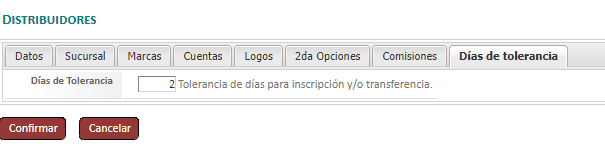 DISTRIBUIDORES
Datos Sucursal Marcas Cuentas Logos 2da Opciones Comisiones Días de tolerancia
Días de Tolerancia 2 Tolerancia de días para inscripción y/o transferencia.
Confirmar Cancelar